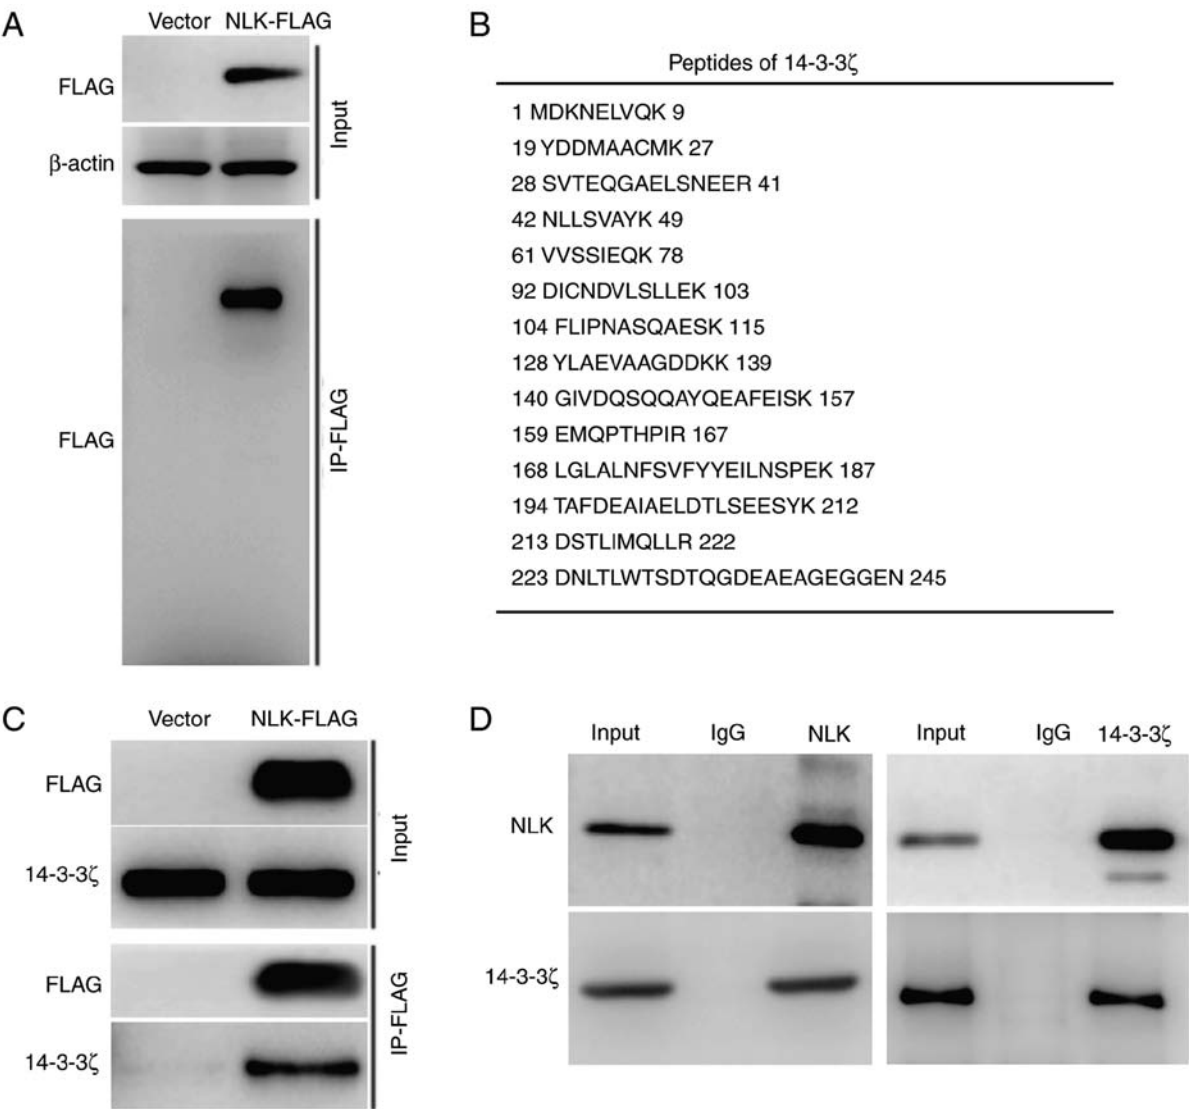 A
Vector NLK-FLAG
FLAG
β-actin
Input
FLAG
IP-FLAG
B
Peptides of 14-3-3ζ
1 MDKNELVQK 9
19 YDDMAACMK 27
28 SVTEQGAELSNEER 41
42 NLLSVAYK 49
61 VVSSIEQK 78
92 DICNDVLSLLEK 103
104 FLIPNASQAESK 115
128 YLAEVAAGDDKK 139
140 GIVDQSQQAYQEAFEISK 157
159 EMQPTHPIR 167
168 LGLALNFSVFYYEILNSPEK 187
194 TAFDEAIAELDTLSEESYK 212
213 DSTLIMQLLR 222
223 DNLTLWTSDTQGDEAEAGEGGEN 245
C
Vector NLK-FLAG
FLAG
14-3-3ζ
Input
FLAG
14-3-3ζ
IP-FLAG
D
Input IgG NLK Input IgG 14-3-3ζ
NLK
14-3-3ζ